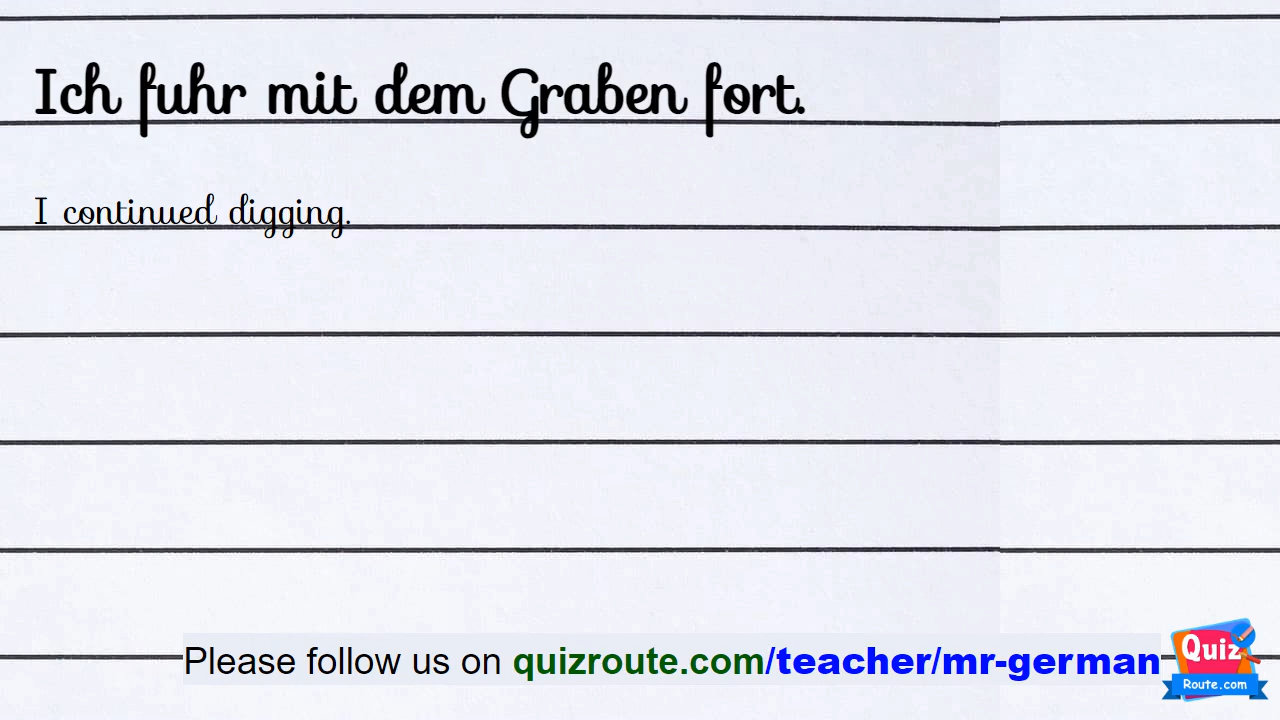 Ich fuhr mit dem Graben fort.
I continued digging.
Please follow us on quizroute.com/teacher/mr-german
Quiz
Route.com